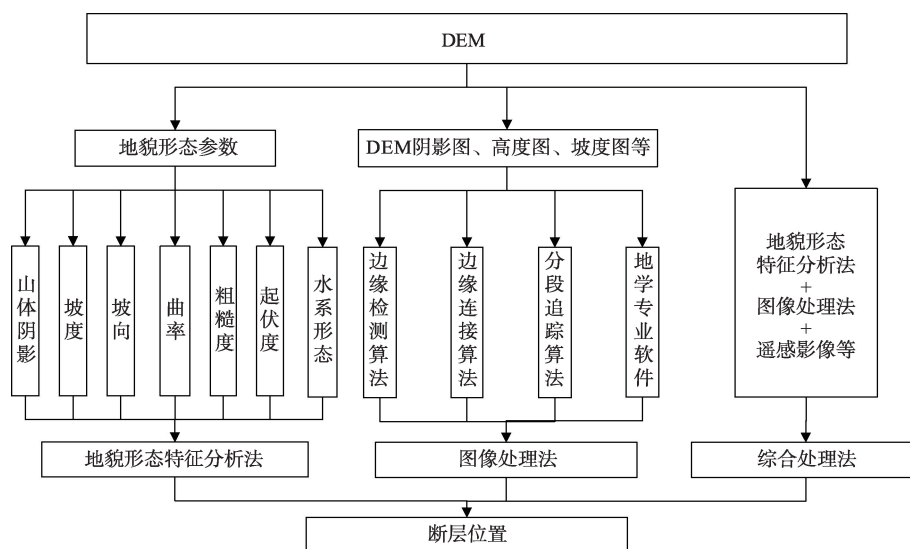 DEM
地貌形态参数
DEM阴影图、高度图、坡度图等
山体阴影
坡度
坡向
曲率
粗糙度
起伏度
水系形态
边缘检测算法
边缘连接算法
分段追踪算法
地学专业软件
地貌形态
特征分析法
+
图像处理法
+
遥感影像等
地貌形态特征分析法
图像处理法
综合处理法
断层位置